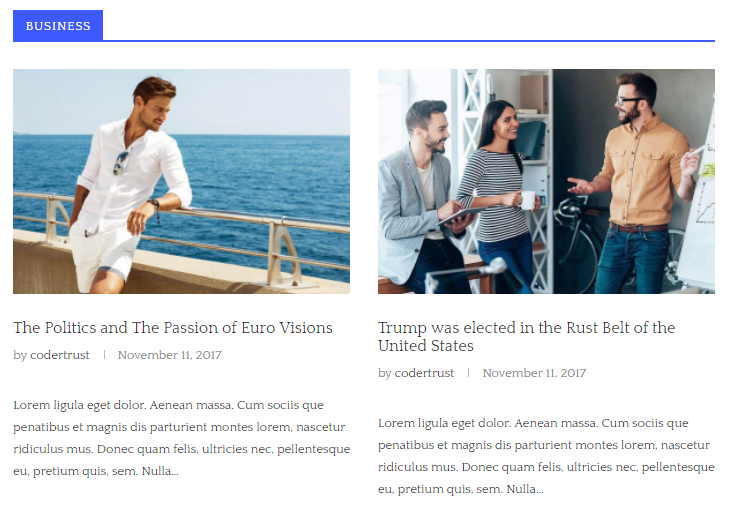 BUSINESS
The Politics and The Passion of Euro Visions
by codertrust | November 11, 2017
Lorem ligula eget dolor. Aenean massa. Cum sociis que
penatibus et magnis dis parturient montes lorem, nascetur
ridiculus mus. Donec quam felis, ultricies nec, pellentesque
eu, pretium quis, sem. Nulla...
Trump was elected in the Rust Belt of the
United States
by codertrust | November 11, 2017
Lorem ligula eget dolor. Aenean massa. Cum sociis que
penatibus et magnis dis parturient montes lorem, nascetur
ridiculus mus. Donec quam felis, ultricies nec, pellentesque
eu, pretium quis, sem. Nulla...